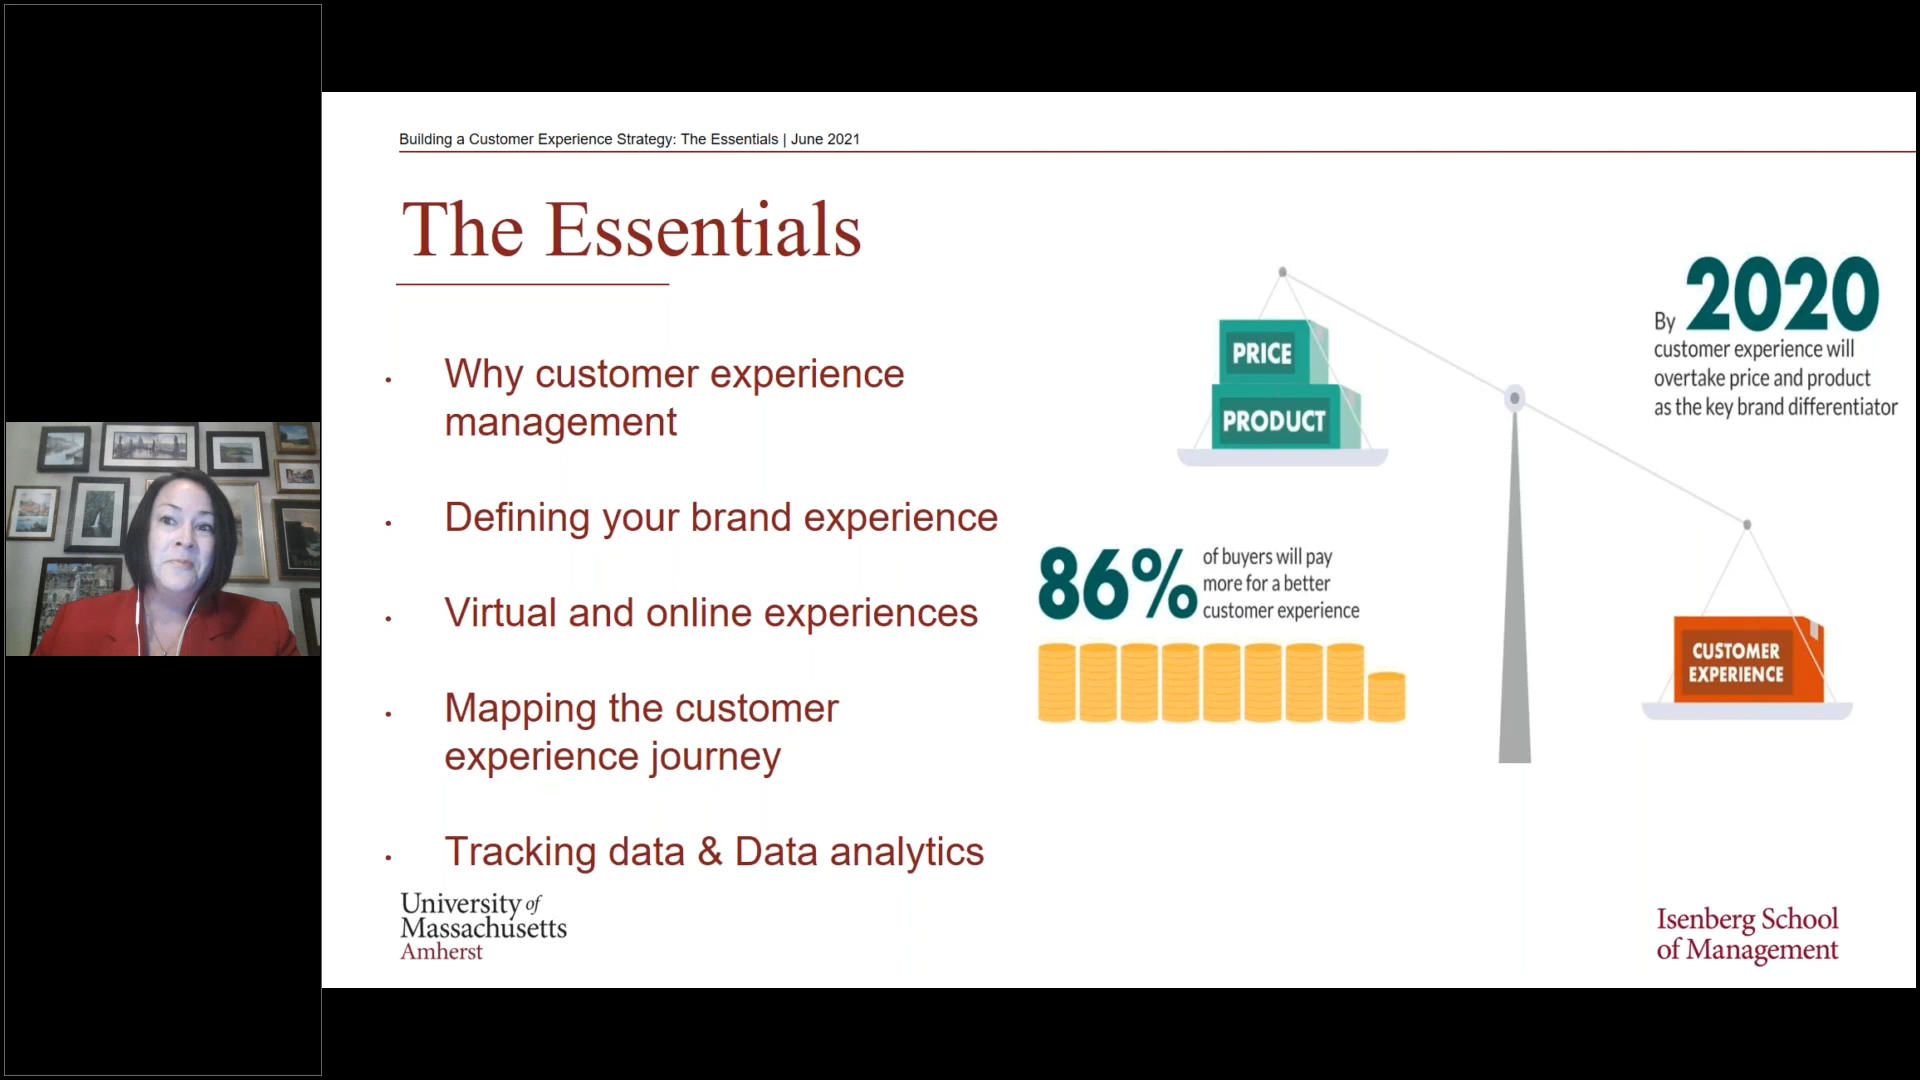 Building a Customer Experience Strategy: The Essentials | June 2021
The Essentials
• Why customer experience
management
• Defining your brand experience
• Virtual and online experiences
• Mapping the customer
experience journey
• Tracking data & Data analytics
PRICE
PRODUCT
By 2020
customer experience will
overtake price and product
as the key brand differentiator
86% of buyers will pay
more for a better
customer experience
CUSTOMER
EXPERIENCE
University of
Massachusetts
Amherst
Isenberg School
of Management